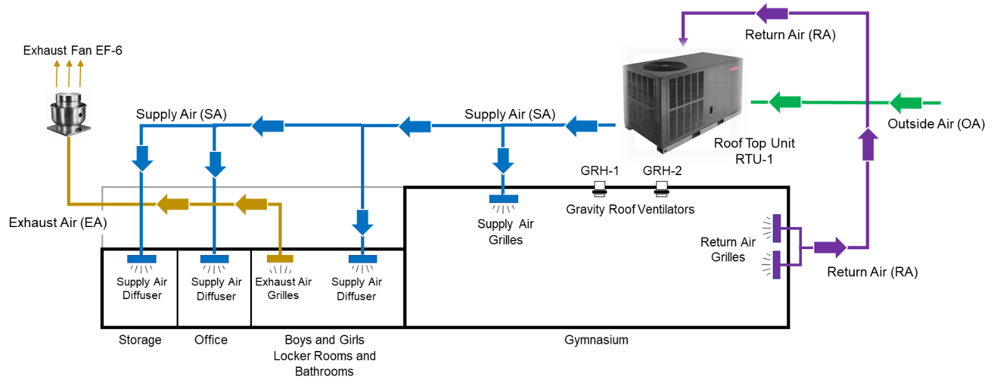 Return Air (RA)
Exhaust Fan EF-6
Supply Air (SA)
Supply Air (SA)
Outside Air (OA)
Roof Top Unit
RTU-1
GRH-1
GRH-2
Gravity Roof Ventilators
Exhaust Air (EA)
Supply Air
Grilles
Return Air
Grilles
Return Air (RA)
Supply Air
Diffuser
Supply Air
Diffuser
Exhaust Air
Grilles
Supply Air
Diffuser
Storage
Office
Boys and Girls
Locker Rooms and
Bathrooms
Gymnasium